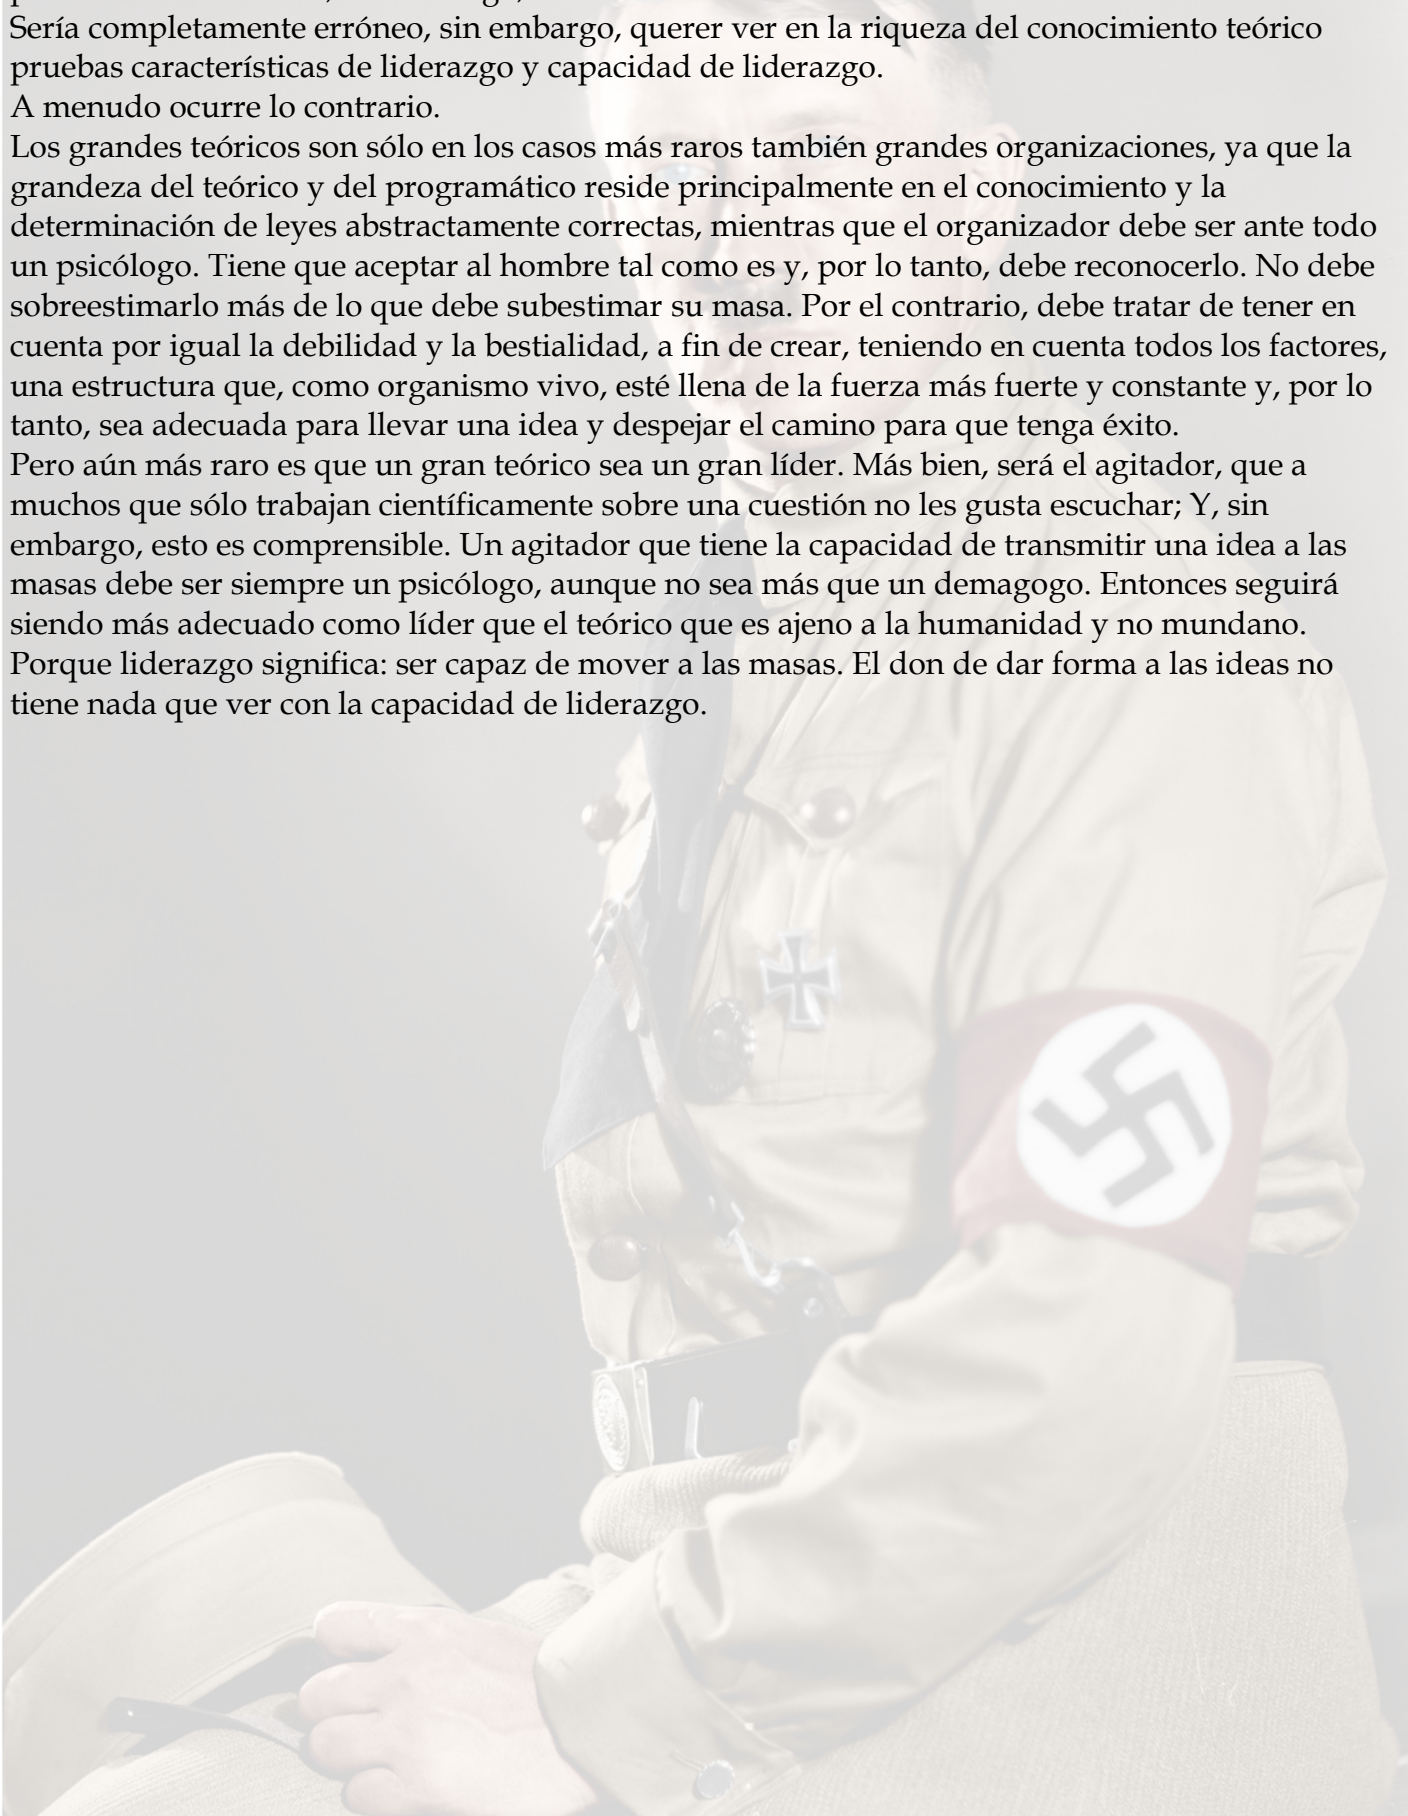 Sería completamente erróneo, sin embargo, querer ver en la riqueza del conocimiento teórico
pruebas características de liderazgo y capacidad de liderazgo.
A menudo ocurre lo contrario.
Los grandes teóricos son sólo en los casos más raros también grandes organizaciones, ya que la
grandeza del teórico y del programático reside principalmente en el conocimiento y la
determinación de leyes abstractamente correctas, mientras que el organizador debe ser ante todo
un psicólogo. Tiene que aceptar al hombre tal como es y, por lo tanto, debe reconocerlo. No debe
sobreestimarlo más de lo que debe subestimar su masa. Por el contrario, debe tratar de tener en
cuenta por igual la debilidad y la bestialidad, a fin de crear, teniendo en cuenta todos los factores,
una estructura que, como organismo vivo, esté llena de la fuerza más fuerte y constante y, por lo
tanto, sea adecuada para llevar una idea y despejar el camino para que tenga éxito.
Pero aún más raro es que un gran teórico sea un gran líder. Más bien, será el agitador, que a
muchos que sólo trabajan científicamente sobre una cuestión no les gusta escuchar; Y, sin
embargo, esto es comprensible. Un agitador que tiene la capacidad de transmitir una idea a las
masas debe ser siempre un psicólogo, aunque no sea más que un demagogo. Entonces seguirá
siendo más adecuado como líder que el teórico que es ajeno a la humanidad y no mundano.
Porque liderazgo significa: ser capaz de mover a las masas. El don de dar forma a las ideas no
tiene nada que ver con la capacidad de liderazgo.